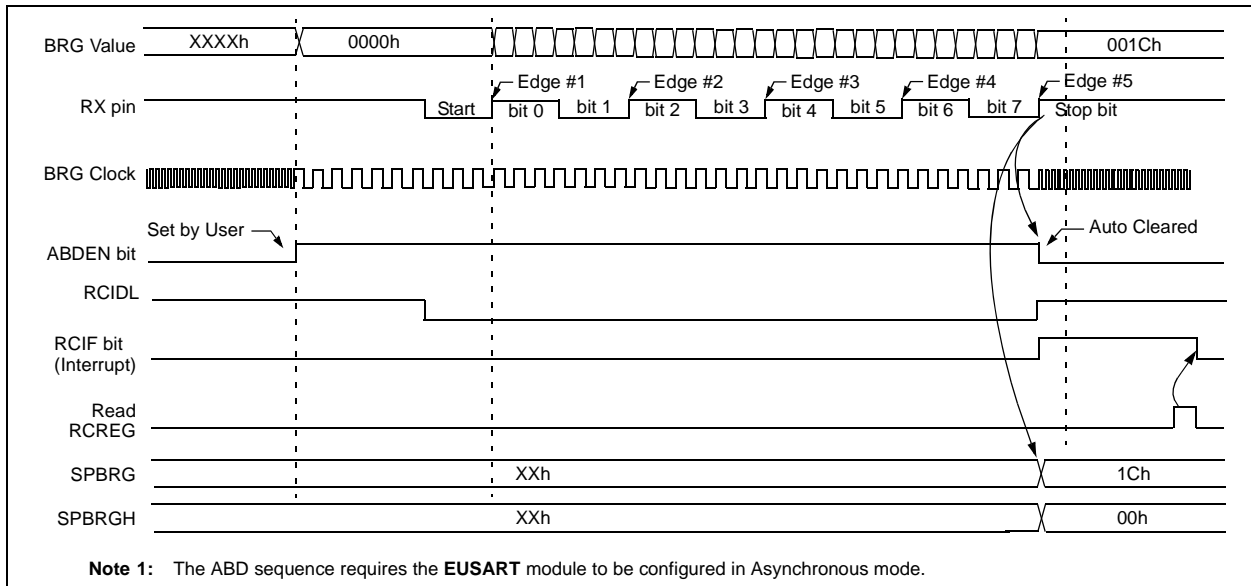 BRG Value XXXXh 0000h 001Ch
Edge #1 Edge #2 Edge #3 Edge #4 Edge #5
RX pin Start bit 0 bit 1 bit 2 bit 3 bit 4 bit 5 bit 6 bit 7 Stop bit
BRG Clock
Set by User Auto Cleared
ABDEN bit
RCIDL
RCIF bit
(Interrupt)
Read
RCREG
SPBRG XXh 1Ch
SPBRGH XXh 00h
Note 1: The ABD sequence requires the EUSART module to be configured in Asynchronous mode.